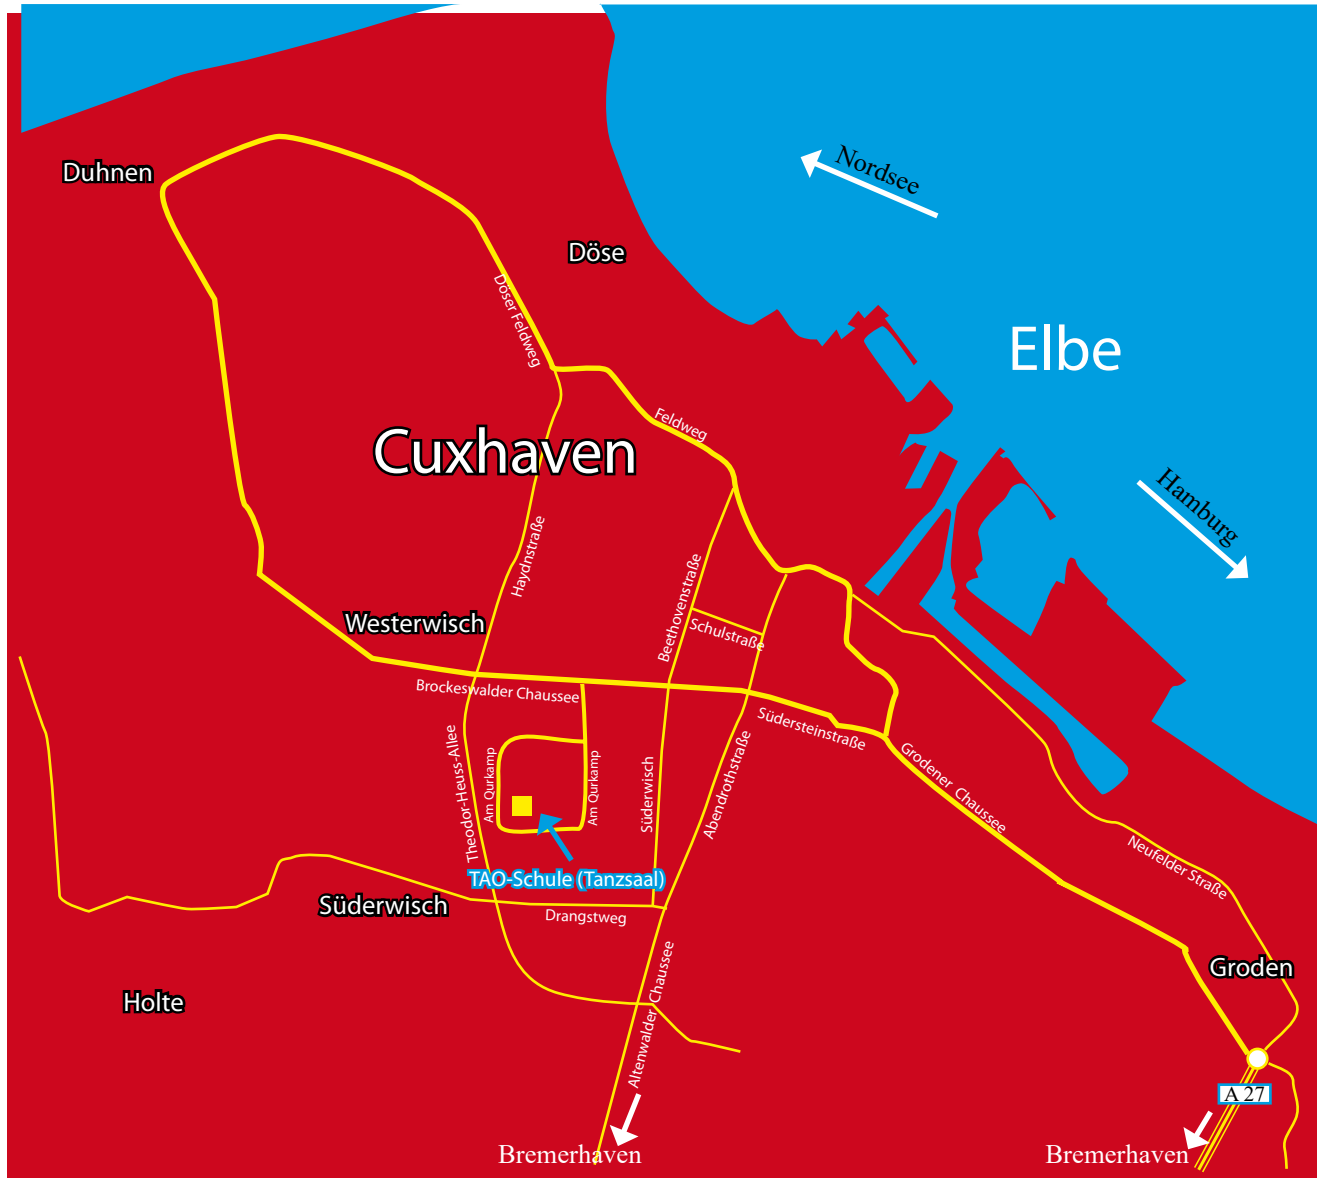 Nordsee
Duhnen
Döse
Döser Feldweg
Elbe
Feldweg
Cuxhaven
Hamburg
Haydnstraße
Beethovenstraße
Westerwisch
Schulstraße
Brockeswalder Chaussee
Südersteinstraße
Theodor-Heuss-Allee
Am Qurkamp
Am Qurkamp
Süderwisch
Abendrothstraße
Grodener Chaussee
Neufelder Straße
TAO-Schule (Tanzsaal)
Süderwisch
Drangstweg
Groden
Holte
Altenwalder Chaussee
A 27
Bremerhaven
Bremerhaven